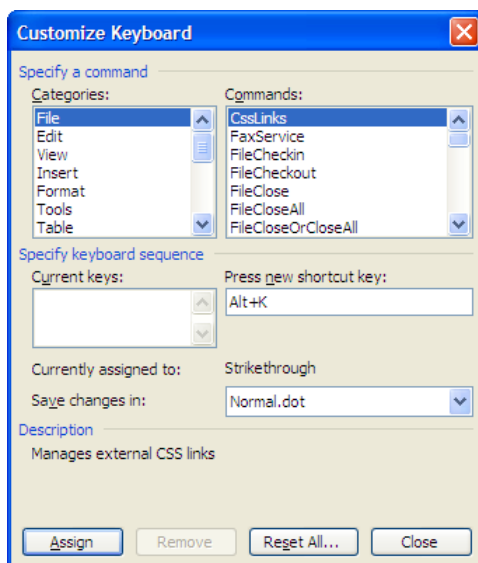 Customize Keyboard
Specify a command
Categories: Commands:
File CssLinks
Edit FaxService
View FileCheckin
Insert FileCheckout
Format FileClose
Tools FileCloseAll
Table FileCloseOrCloseAll
Specify keyboard sequence
Current keys: Press new shortcut key:
Alt+K
Currently assigned to: Strikethrough
Save changes in: Normal.dot
Description
Manages external CSS links
Assign Remove Reset All... Close